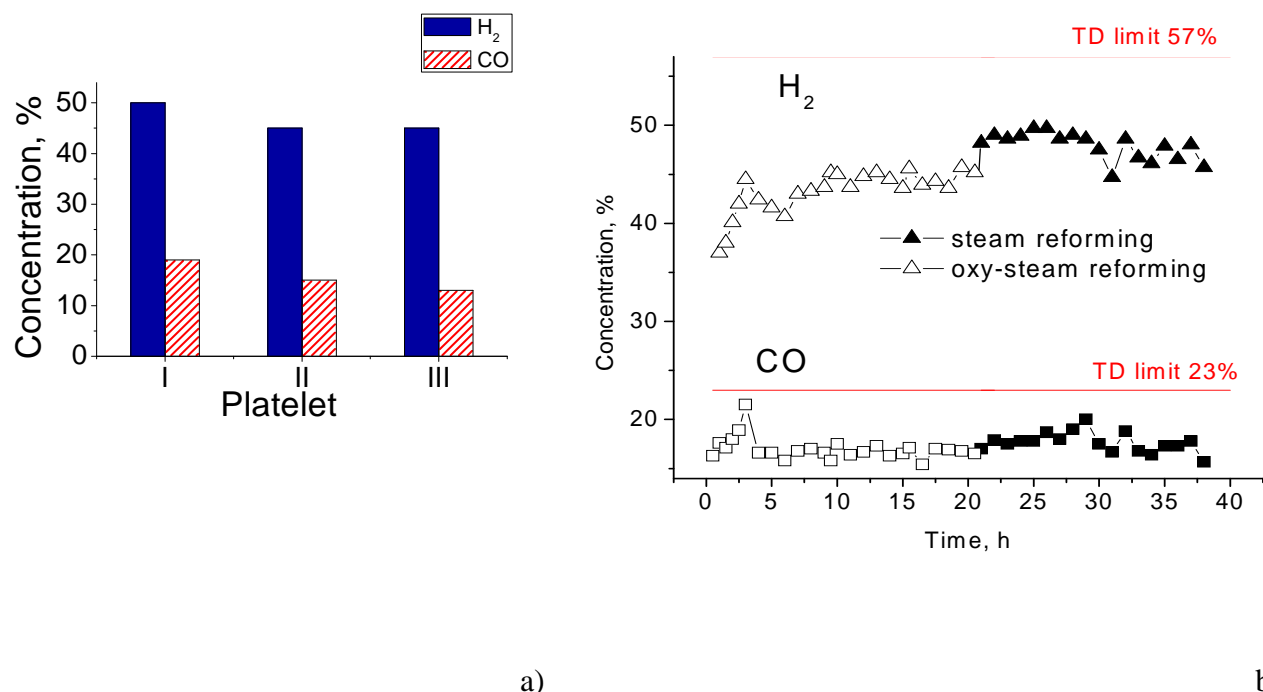 H2
CO
Concentration, %
50
40
30
20
10
0
I II III
Platelet
a)
TD limit 57%
H2
50
40
30
20
Concentration, %
steam reforming
oxy-steam reforming
CO
TD limit 23%
0 5 10 15 20 25 30 35 40
Time, h
b